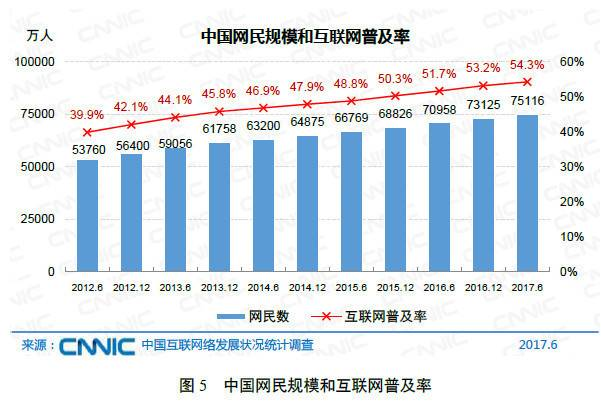 万人
中国网民规模和互联网普及率
100000
75000
50000
25000
0
60%
50%
40%
30%
20%
10%
0%
39.9% 42.1% 44.1% 45.8% 46.9% 47.9% 48.8% 50.3% 51.7% 53.2% 54.3%
53760 56400 59056 61758 63200 64875 66769 68826 70958 73125 75116
2012.6 2012.12 2013.6 2013.12 2014.6 2014.12 2015.6 2015.12 2016.6 2016.12 2017.6
网民数 互联网普及率
来源：CNNIC 中国互联网络发展状况统计调查 2017.6
图 5 中国网民规模和互联网普及率